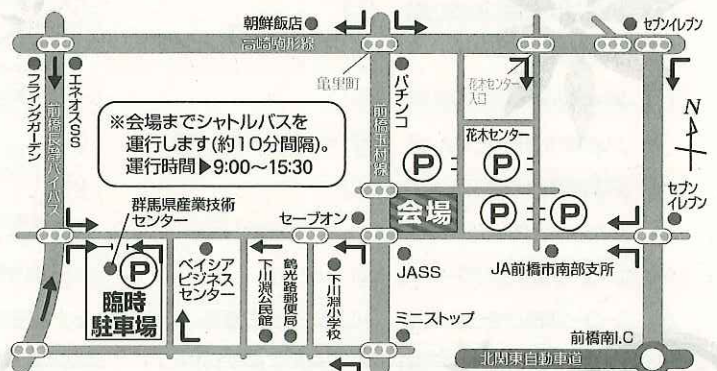 朝鮮飯店
セブンイレブン
高崎駒形線
フライングガーデン
エネオスSS
前橋長瀞バイパス
亀里町
前橋玉村線
パチンコ
花木センター
入口
花木センター
P
P
※会場までシャトルバスを
運行します(約10分間隔)。
運行時間▶9:00〜15:30
N
群馬県産業技術
センター
セーブオン
会場
P
P
セブン
イレブン
P
臨時
駐車場
ベイシア
ビジネス
センター
下川淵公民館
鶴光路郵便局
下川淵小学校
JASS
JA前橋市南部支所
ミニストップ
前橋南I.C
北関東自動車道